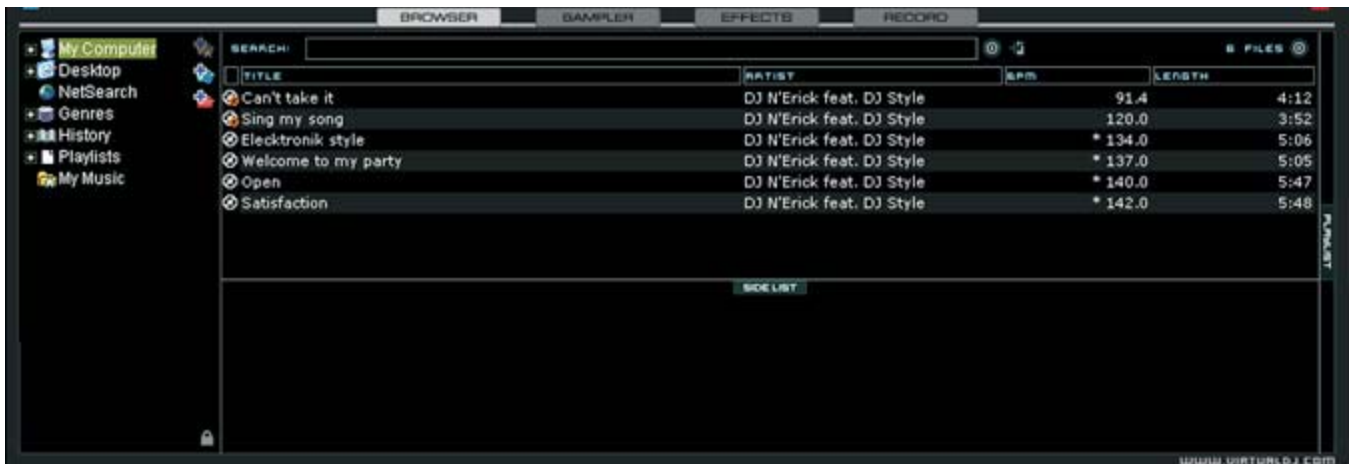 BROWSER SAMPLER EFFECTS RECORD
My Computer
Desktop
NetSearch
Genres
History
Playlists
My Music
SEARCH: 6 FILES
TITLE ARTIST BPM LENGTH
Can't take it DJ N'Erick feat. DJ Style 91.4 4:12
Sing my song DJ N'Erick feat. DJ Style 120.0 3:52
Elecktronik style DJ N'Erick feat. DJ Style * 134.0 5:06
Welcome to my party DJ N'Erick feat. DJ Style * 137.0 5:05
Open DJ N'Erick feat. DJ Style * 140.0 5:47
Satisfaction DJ N'Erick feat. DJ Style * 142.0 5:48
PLAYLIST
SIDE LIST
WWW.VIRTUALDJ.COM